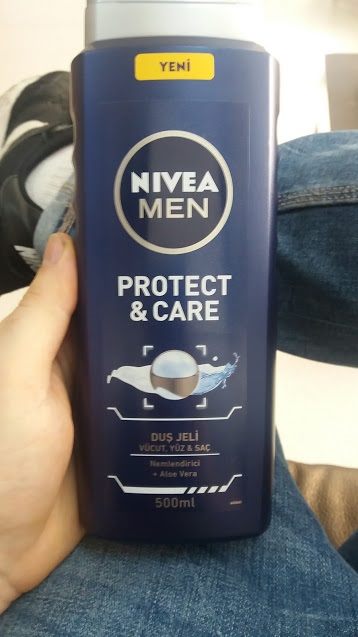 YENİ
NIVEA
MEN
PROTECT
& CARE
DUŞ JELİ
VÜCUT, YÜZ & SAÇ
Nemlendirici
+ Aloe Vera
500ml